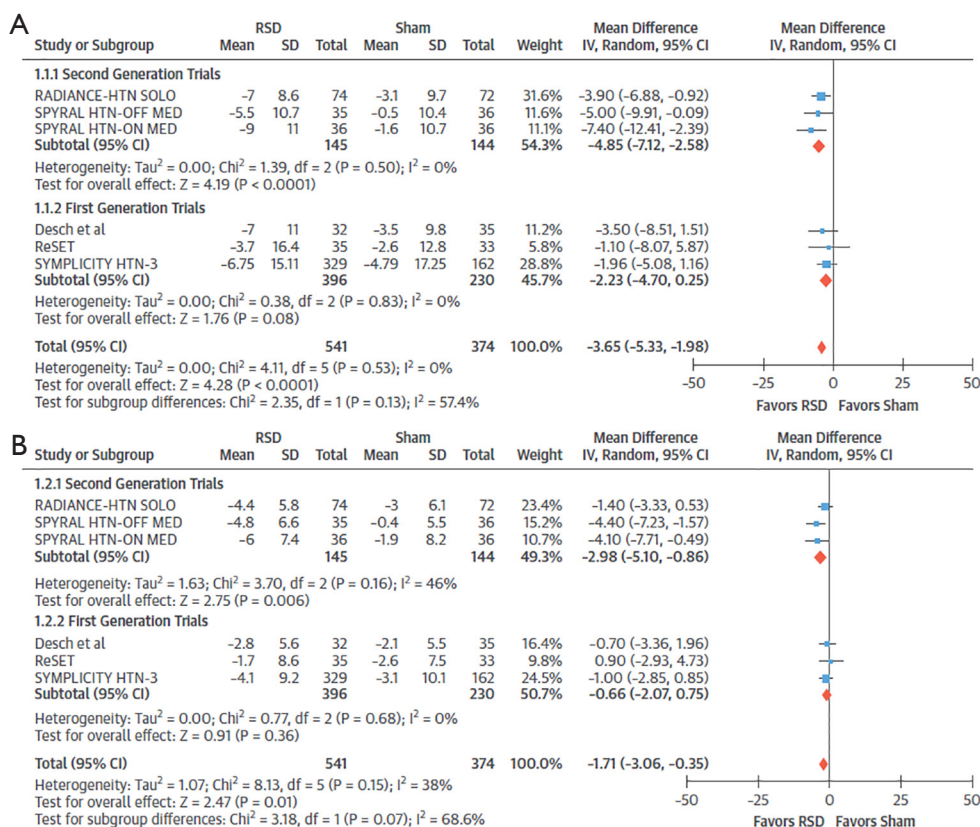 A
RSD Sham Mean Difference Mean Difference
Study or Subgroup Mean SD Total Mean SD Total Weight IV, Random, 95% CI IV, Random, 95% CI
1.1.1 Second Generation Trials
RADIANCE-HTN SOLO −7 8.6 74 −3.1 9.7 72 31.6% −3.90 (−6.88, −0.92)
SPYRAL HTN-OFF MED −5.5 10.7 35 −0.5 10.4 36 11.6% −5.00 (−9.91, −0.09)
SPYRAL HTN-ON MED −9 11 36 −1.6 10.7 36 11.1% −7.40 (−12.41, −2.39)
Subtotal (95% CI) 145 144 54.3% −4.85 (−7.12, −2.58)
Heterogeneity: Tau² = 0.00; Chi² = 1.39, df = 2 (P = 0.50); I² = 0%
Test for overall effect: Z = 4.19 (P < 0.0001)
1.1.2 First Generation Trials
Desch et al −7 11 32 −3.5 9.8 35 11.2% −3.50 (−8.51, 1.51)
ReSET −3.7 16.4 35 −2.6 12.8 33 5.8% −1.10 (−8.07, 5.87)
SYMPLICITY HTN-3 −6.75 15.11 329 −4.79 17.25 162 28.8% −1.96 (−5.08, 1.16)
Subtotal (95% CI) 396 230 45.7% −2.23 (−4.70, 0.25)
Heterogeneity: Tau² = 0.00; Chi² = 0.38, df = 2 (P = 0.83); I² = 0%
Test for overall effect: Z = 1.76 (P = 0.08)
Total (95% CI) 541 374 100.0% −3.65 (−5.33, −1.98)
Heterogeneity: Tau² = 0.00; Chi² = 4.11, df = 5 (P = 0.53); I² = 0%
Test for overall effect: Z = 4.28 (P < 0.0001)
Test for subgroup differences: Chi² = 2.35, df = 1 (P = 0.13); I² = 57.4%
−50 −25 0 25 50
Favors RSD Favors Sham
B
RSD Sham Mean Difference Mean Difference
Study or Subgroup Mean SD Total Mean SD Total Weight IV, Random, 95% CI IV, Random, 95% CI
1.2.1 Second Generation Trials
RADIANCE-HTN SOLO −4.4 5.8 74 −3 6.1 72 23.4% −1.40 (−3.33, 0.53)
SPYRAL HTN-OFF MED −4.8 6.6 35 −0.4 5.5 36 15.2% −4.40 (−7.23, −1.57)
SPYRAL HTN-ON MED −6 7.4 36 −1.9 8.2 36 10.7% −4.10 (−7.71, −0.49)
Subtotal (95% CI) 145 144 49.3% −2.98 (−5.10, −0.86)
Heterogeneity: Tau² = 1.63; Chi² = 3.70, df = 2 (P = 0.16); I² = 46%
Test for overall effect: Z = 2.75 (P = 0.006)
1.2.2 First Generation Trials
Desch et al −2.8 5.6 32 −2.1 5.5 35 16.4% −0.70 (−3.36, 1.96)
ReSET −1.7 8.6 35 −2.6 7.5 33 9.8% 0.90 (−2.93, 4.73)
SYMPLICITY HTN-3 −4.1 9.2 329 −3.1 10.1 162 24.5% −1.00 (−2.85, 0.85)
Subtotal (95% CI) 396 230 50.7% −0.66 (−2.07, 0.75)
Heterogeneity: Tau² = 0.00; Chi² = 0.77, df = 2 (P = 0.68); I² = 0%
Test for overall effect: Z = 0.91 (P = 0.36)
Total (95% CI) 541 374 100.0% −1.71 (−3.06, −0.35)
Heterogeneity: Tau² = 1.07; Chi² = 8.13, df = 5 (P = 0.15); I² = 38%
Test for overall effect: Z = 2.47 (P = 0.01)
Test for subgroup differences: Chi² = 3.18, df = 1 (P = 0.07); I² = 68.6%
−50 −25 0 25 50
Favors RSD Favors Sham